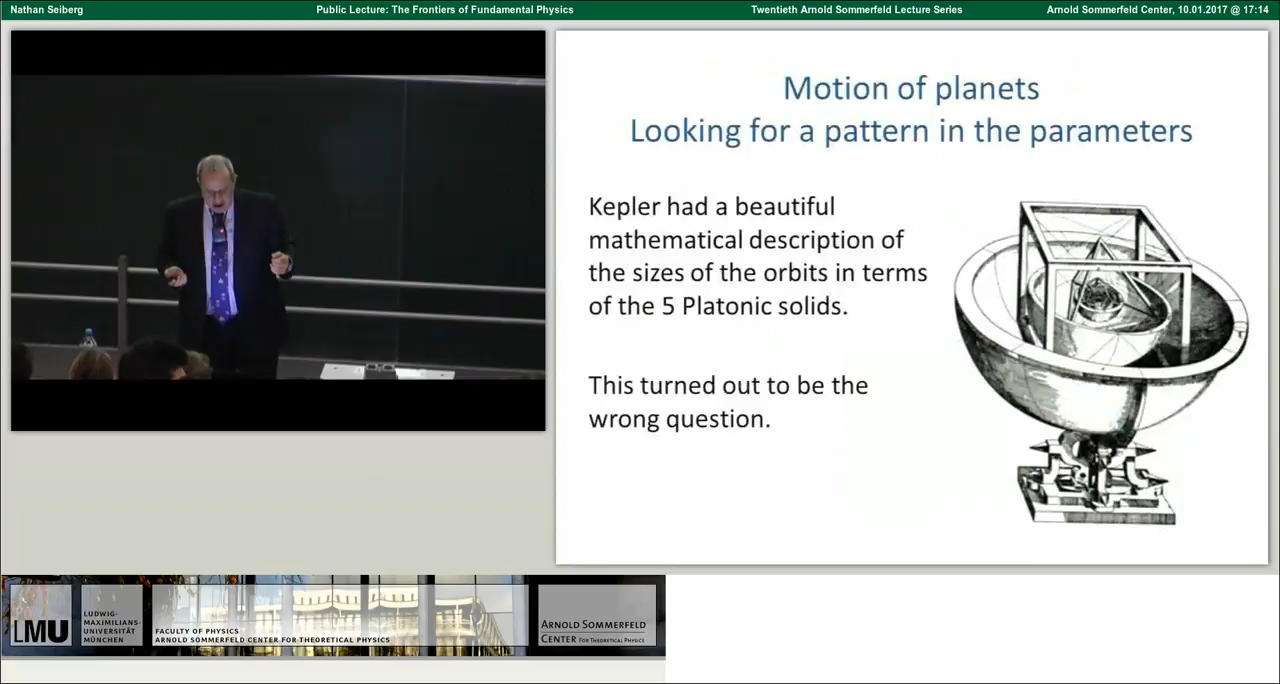 Nathan Seiberg
Public Lecture: The Frontiers of Fundamental Physics
Twentieth Arnold Sommerfeld Lecture Series
Arnold Sommerfeld Center, 10.01.2017 @ 17:14
Motion of planets
Looking for a pattern in the parameters
Kepler had a beautiful
mathematical description of
the sizes of the orbits in terms
of the 5 Platonic solids.
This turned out to be the
wrong question.
LMU
LUDWIG-
MAXIMILIANS-
UNIVERSITÄT
MÜNCHEN
FACULTY OF PHYSICS
ARNOLD SOMMERFELD CENTER FOR THEORETICAL PHYSICS
ARNOLD SOMMERFELD
CENTER FOR THEORETICAL PHYSICS